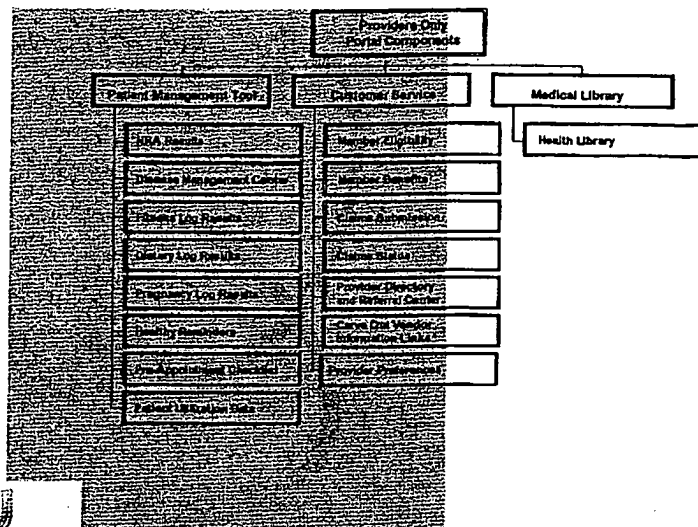 Providers Only
Portal Components
Patient Management Tools
Customer Service
Medical Library
HRA Results
Disease Management Center
Fitness Log Results
Dietary Log Results
Pregnancy Log Results
Healthy Reminders
Pre-Appointment Checklist
Patient Utilization Data
Member Eligibility
Member Benefits
Claims Submission
Claims Status
Provider Directory
and Referral Center
Carve Out Vendor
Information Links
Provider Preferences
Health Library